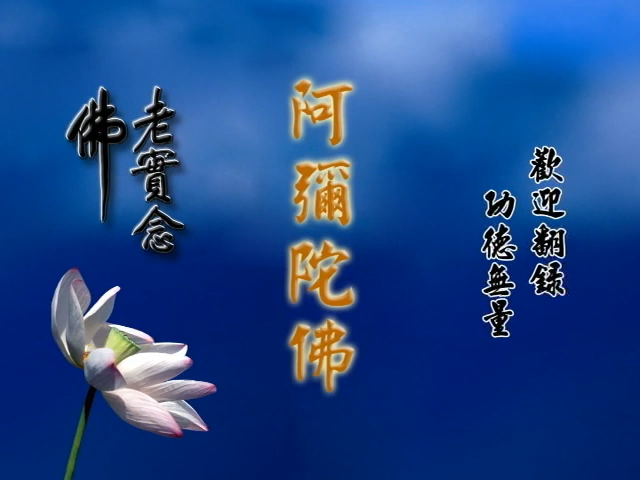 歡迎翻録
功德無量
阿彌陀佛
老實念
佛